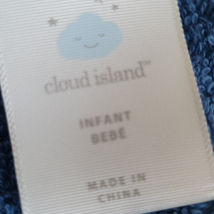 cloud island™
INFANT
BEBÉ
MADE IN
CHINA